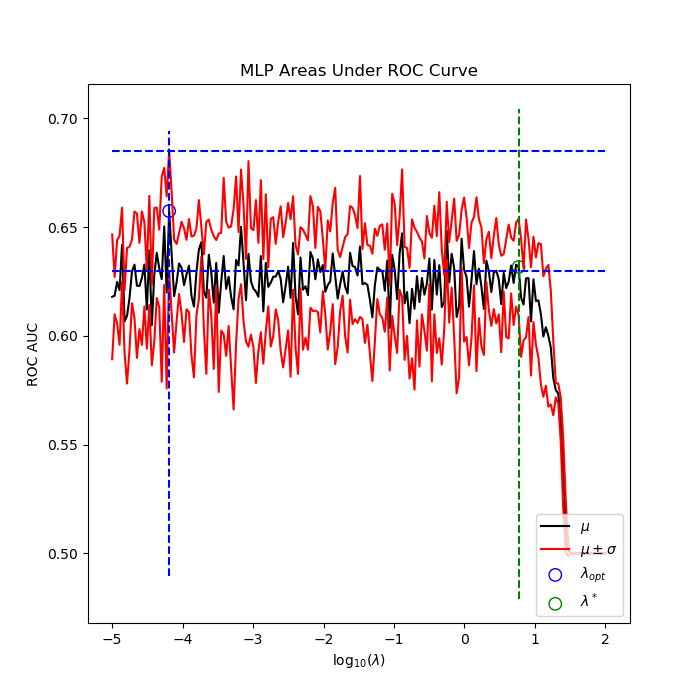 MLP Areas Under ROC Curve
ROC AUC
0.70
0.65
0.60
0.55
0.50
−5 −4 −3 −2 −1 0 1 2
log₁₀(λ)
μ
μ ± σ
λ_opt
λ*